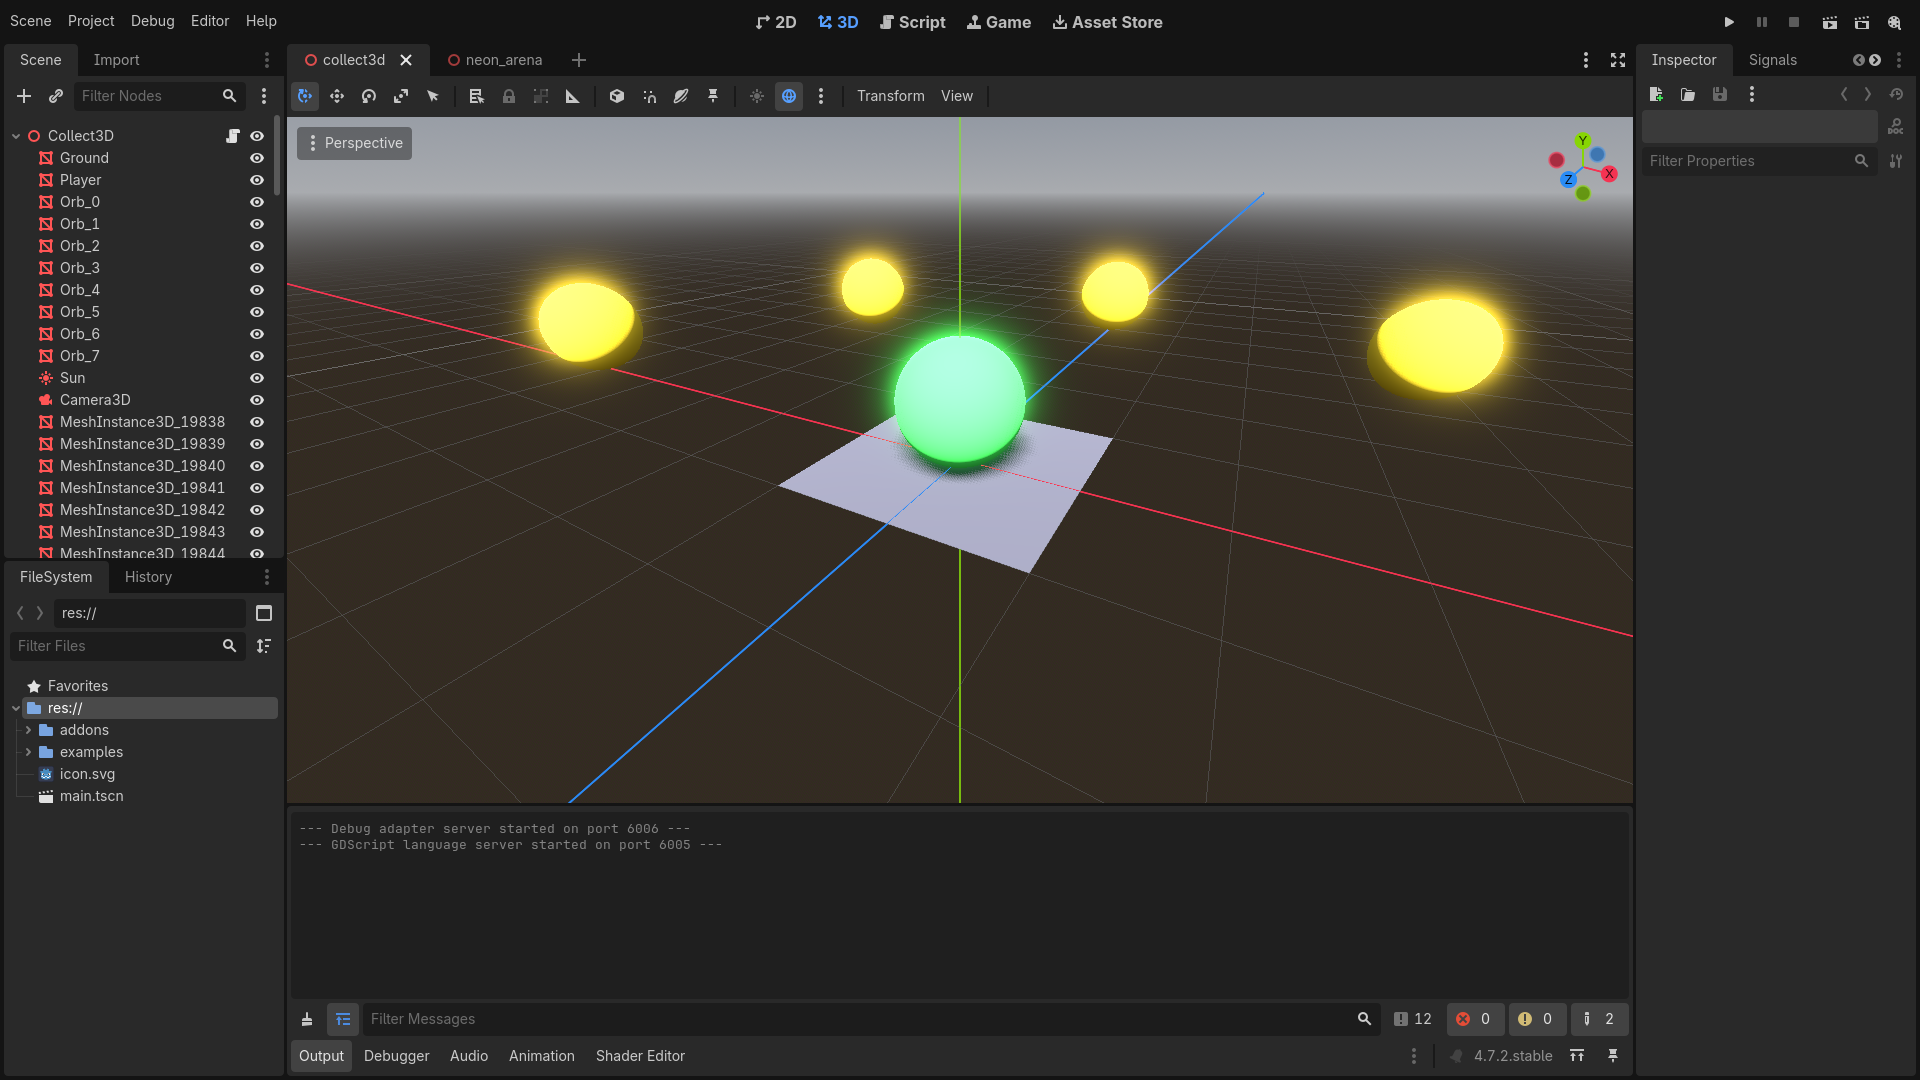 Scene Project Debug Editor Help
2D 3D Script Game Asset Store
Scene Import
collect3d neon_arena
Inspector Signals
Filter Nodes
Transform View
Collect3D
Ground
Player
Orb_0
Orb_1
Orb_2
Orb_3
Orb_4
Orb_5
Orb_6
Orb_7
Sun
Camera3D
MeshInstance3D_19838
MeshInstance3D_19839
MeshInstance3D_19840
MeshInstance3D_19841
MeshInstance3D_19842
MeshInstance3D_19843
MeshInstance3D_19844
Perspective
Y
X
Z
Filter Properties
FileSystem History
res://
Filter Files
Favorites
res://
addons
examples
icon.svg
main.tscn
--- Debug adapter server started on port 6006 ---
--- GDScript language server started on port 6005 ---
Filter Messages
12 0 0 2
Output Debugger Audio Animation Shader Editor
4.7.2.stable